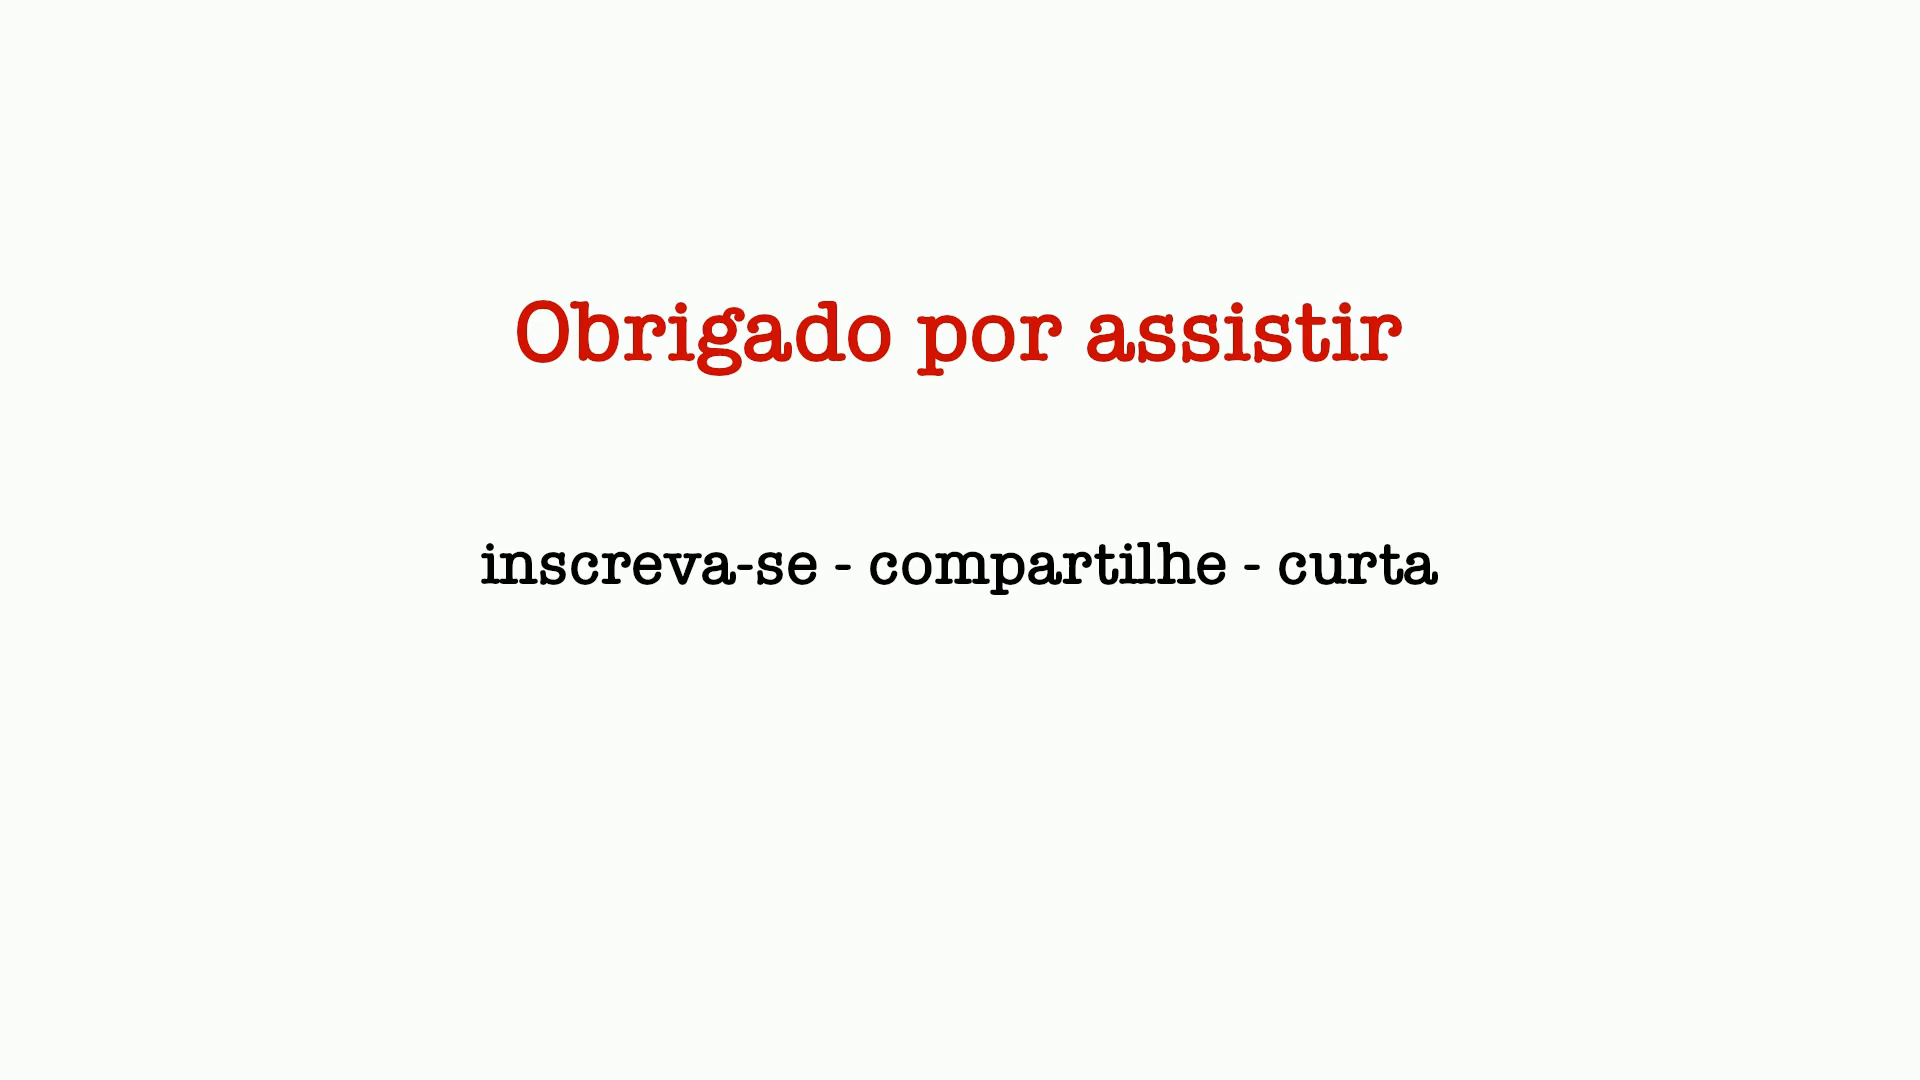 Obrigado por assistir
inscreva-se - compartilhe - curta